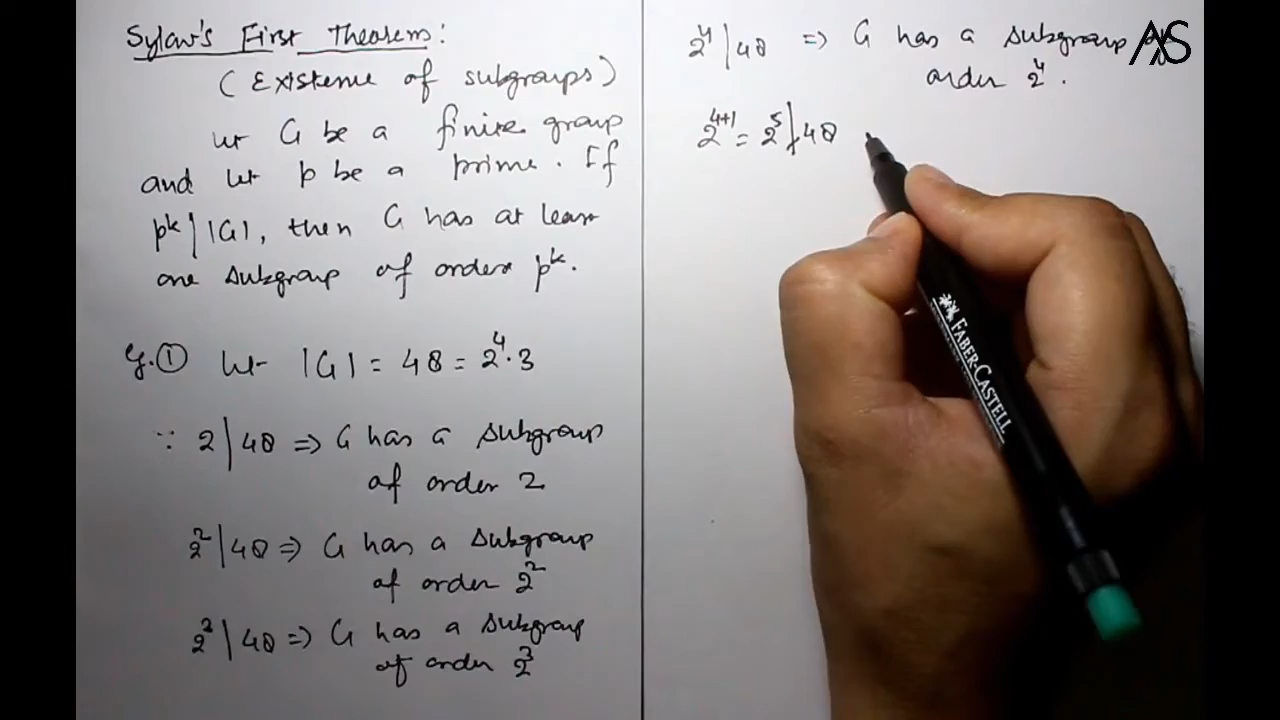 Sylow's First Theorem:
(Existence of subgroups)
Let G be a finite group
and let p be a prime. If
p^k | |G|, then G has at least
one subgroup of order p^k.
Eg. ① Let |G| = 48 = 2^4 · 3
∵ 2 | 48 ⇒ G has a subgroup
of order 2
2^2 | 48 ⇒ G has a subgroup
of order 2^2
2^3 | 48 ⇒ G has a subgroup
of order 2^3
2^4 | 48 ⇒ G has a subgroup of
order 2^4.
2^{4+1} = 2^5 ∤ 48
AXS
FABER-CASTELL